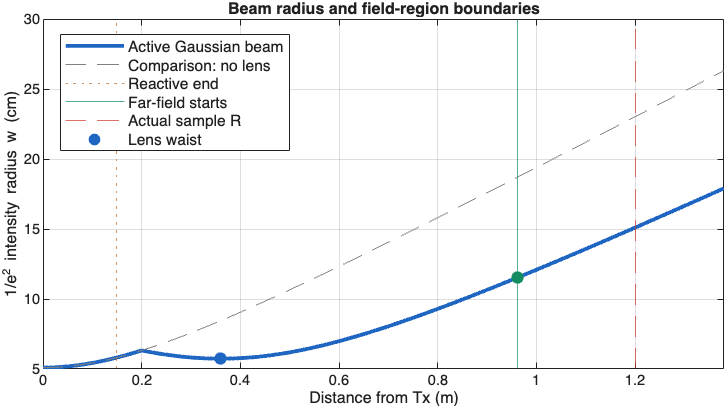 Beam radius and field-region boundaries
30
25
20
15
10
5
1/e² intensity radius w (cm)
Active Gaussian beam
Comparison: no lens
Reactive end
Far-field starts
Actual sample R
Lens waist
0
0.2
0.4
0.6
0.8
1
1.2
Distance from Tx (m)